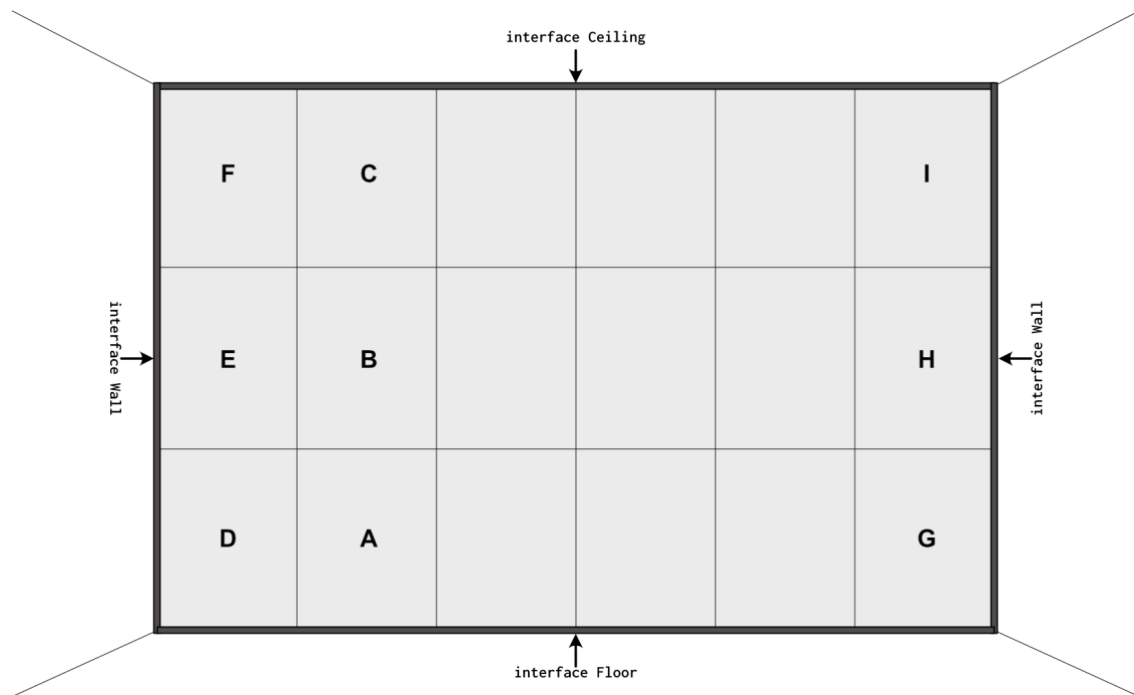 interface Ceiling
F
C
I
interface Wall
E
B
H
interface Wall
D
A
G
interface Floor